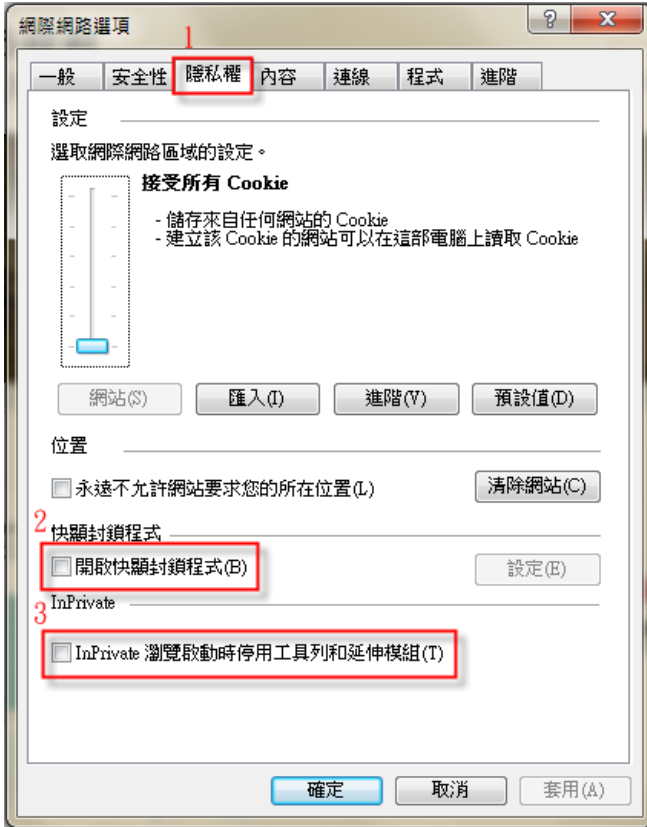 網際網路選項
1
一般 安全性 隱私權 內容 連線 程式 進階
設定
選取網際網路區域的設定。
接受所有 Cookie
- 儲存來自任何網站的 Cookie
- 建立該 Cookie 的網站可以在這部電腦上讀取 Cookie
網站(S) 匯入(I) 進階(V) 預設值(D)
位置
永遠不允許網站要求您的所在位置(L) 清除網站(C)
2
快顯封鎖程式
開啟快顯封鎖程式(B) 設定(E)
InPrivate
3
InPrivate 瀏覽啟動時停用工具列和延伸模組(T)
確定 取消 套用(A)